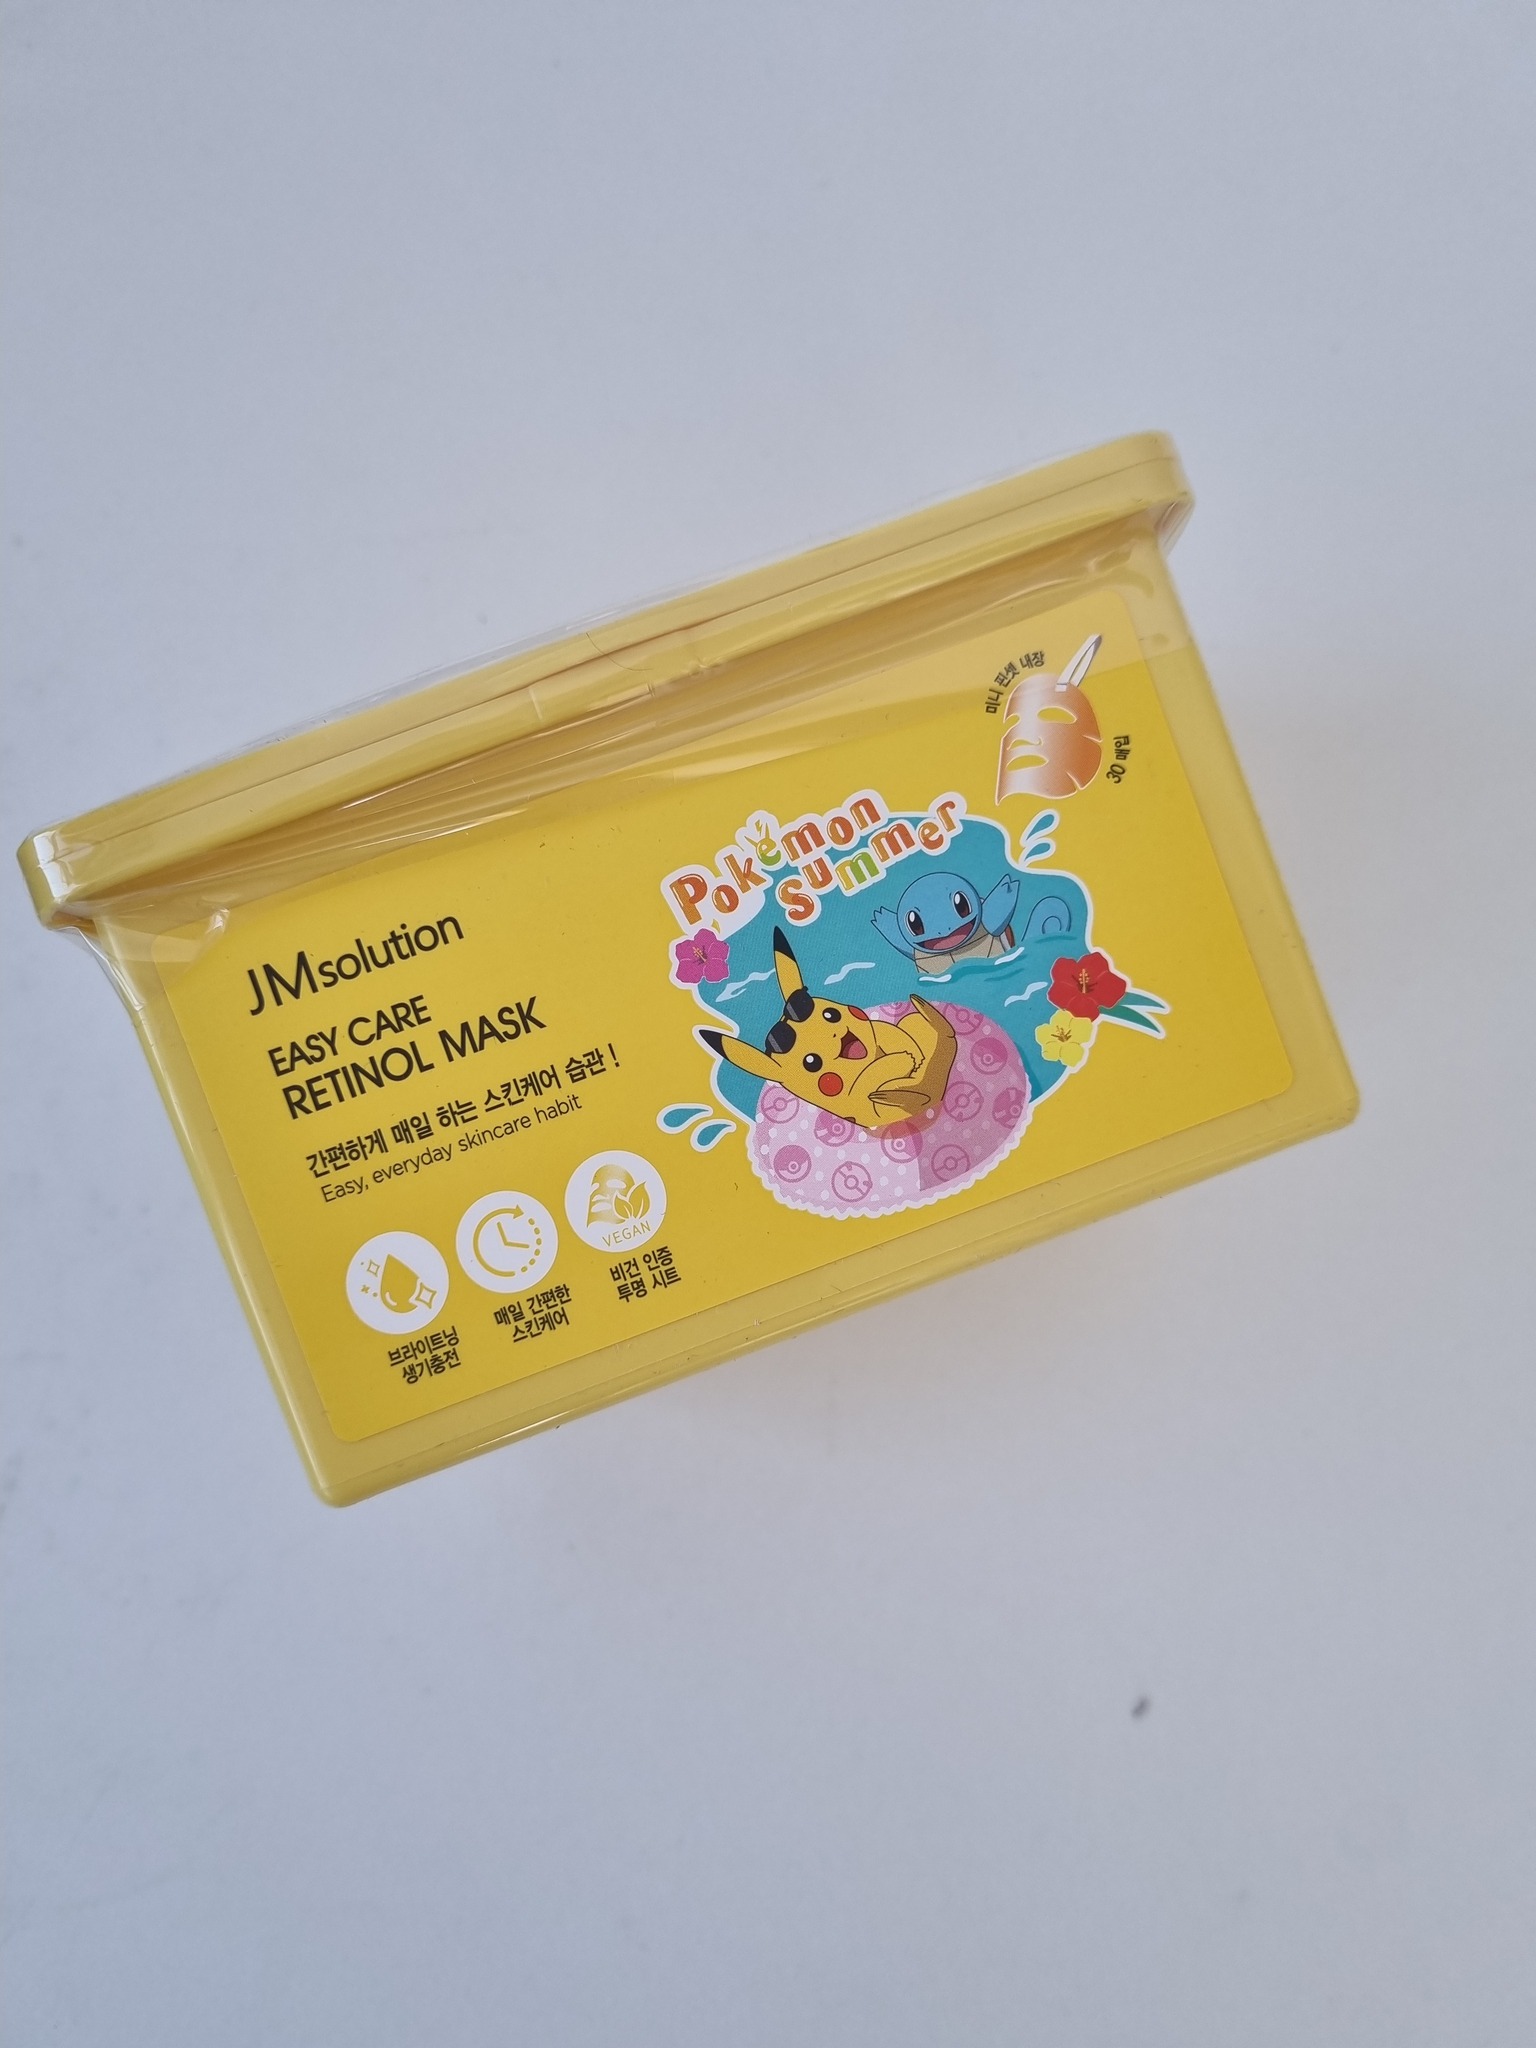 미니 핀셋 내장
30 매입
Pokémon
summer
JMsolution
EASY CARE
RETINOL MASK
간편하게 매일 하는 스킨케어 습관 !
Easy, everyday skincare habit
브라이트닝
생기충전
매일 간편한
스킨케어
VEGAN
비건 인증
투명 시트